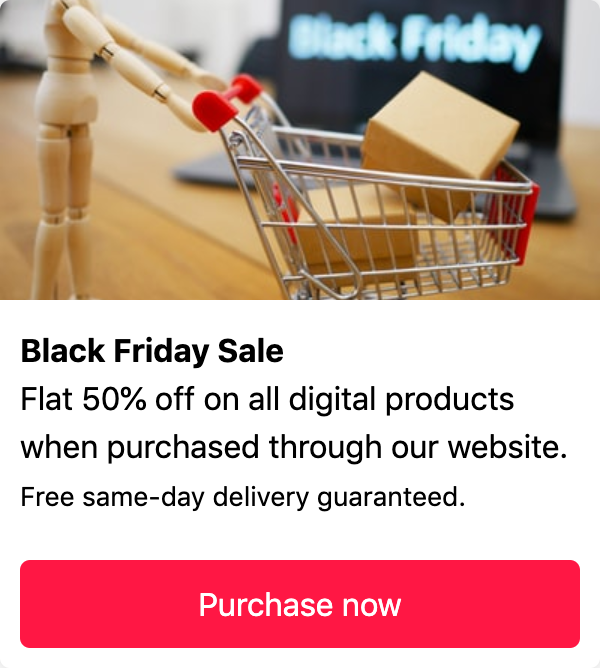 Black Friday
Black Friday Sale
Flat 50% off on all digital products
when purchased through our website.
Free same-day delivery guaranteed.
Purchase now